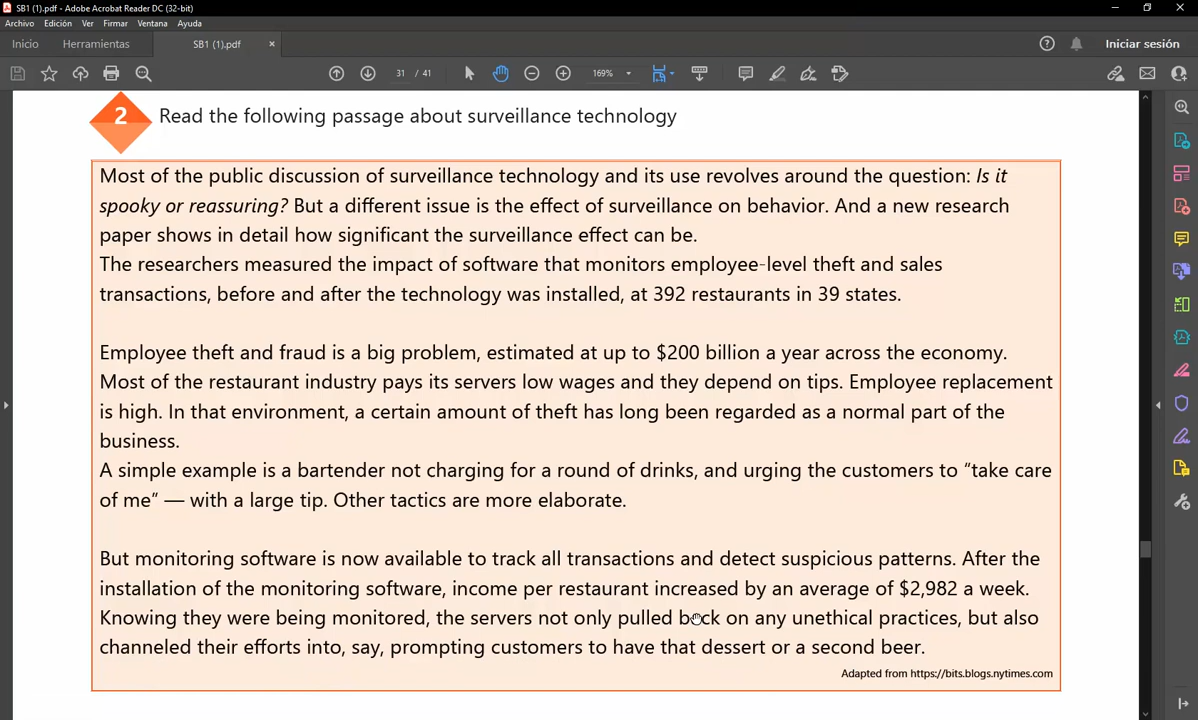 SB1 (1).pdf - Adobe Acrobat Reader DC (32-bit)
Archivo Edición Ver Firmar Ventana Ayuda
Inicio Herramientas SB1 (1).pdf × Iniciar sesión
31 / 41 169%
2 Read the following passage about surveillance technology
Most of the public discussion of surveillance technology and its use revolves around the question: Is it
spooky or reassuring? But a different issue is the effect of surveillance on behavior. And a new research
paper shows in detail how significant the surveillance effect can be.
The researchers measured the impact of software that monitors employee-level theft and sales
transactions, before and after the technology was installed, at 392 restaurants in 39 states.
Employee theft and fraud is a big problem, estimated at up to $200 billion a year across the economy.
Most of the restaurant industry pays its servers low wages and they depend on tips. Employee replacement
is high. In that environment, a certain amount of theft has long been regarded as a normal part of the
business.
A simple example is a bartender not charging for a round of drinks, and urging the customers to “take care
of me” — with a large tip. Other tactics are more elaborate.
But monitoring software is now available to track all transactions and detect suspicious patterns. After the
installation of the monitoring software, income per restaurant increased by an average of $2,982 a week.
Knowing they were being monitored, the servers not only pulled back on any unethical practices, but also
channeled their efforts into, say, prompting customers to have that dessert or a second beer.
Adapted from https://bits.blogs.nytimes.com